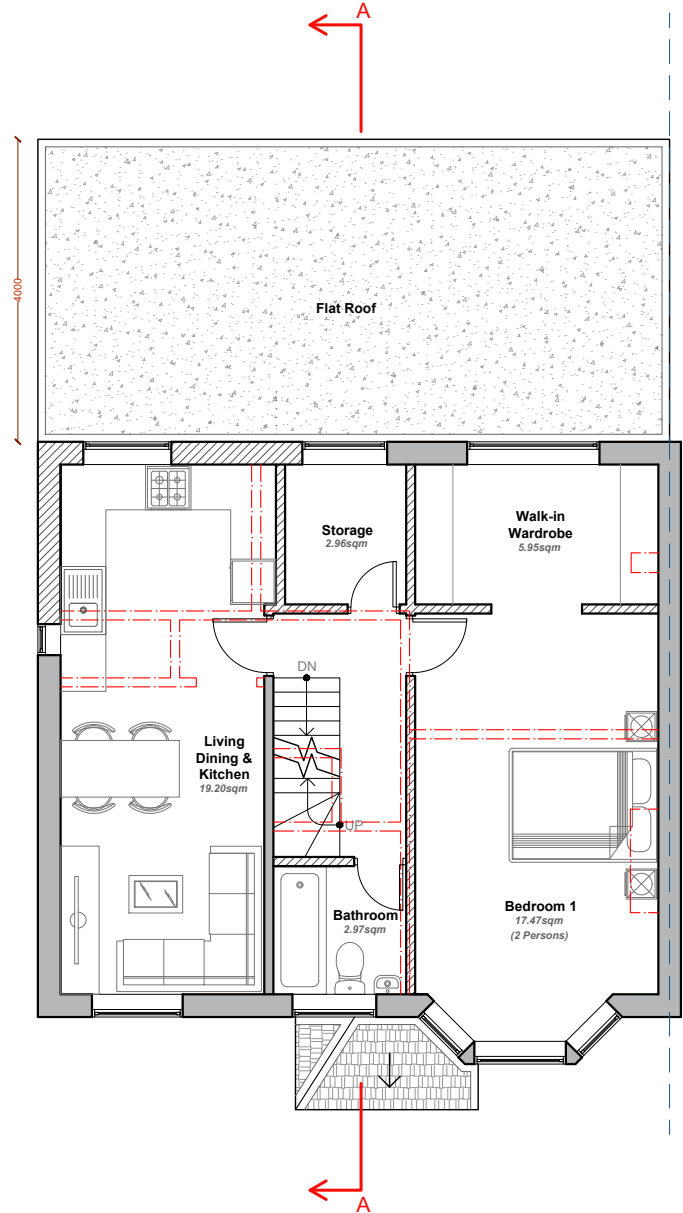 A
4000
Flat Roof
Storage
2.96sqm
Walk-in
Wardrobe
5.95sqm
DN
Living
Dining &
Kitchen
19.20sqm
UP
Bathroom
2.97sqm
Bedroom 1
17.47sqm
(2 Persons)
A